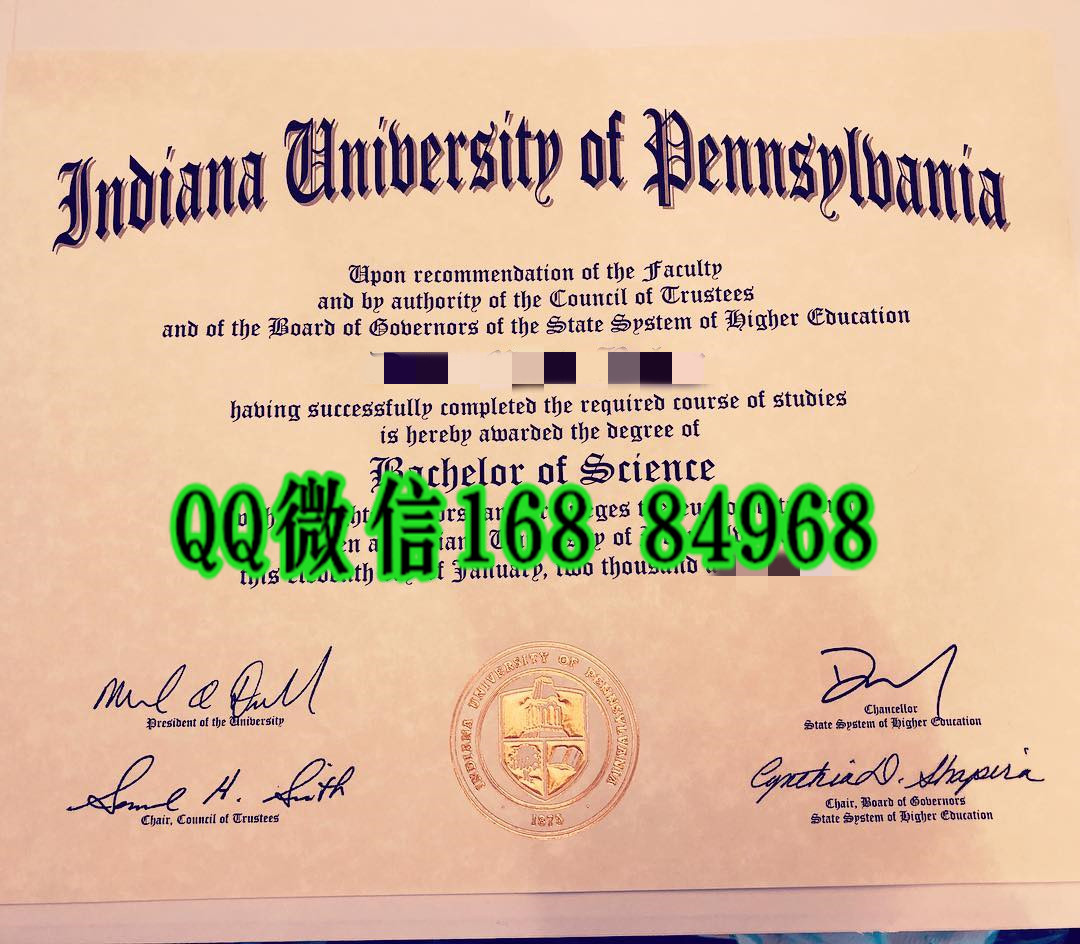 Indiana University of Pennsylvania
Upon recommendation of the Faculty
and by authority of the Council of Trustees
and of the Board of Governors of the State System of Higher Education
having successfully completed the required course of studies
is hereby awarded the degree of
Bachelor of Science
QQ微信168 84968
of
this eleventh of January, two thousand
President of the University
Chancellor
State System of Higher Education
Samuel H. Smith
Cynthia D. Shapira
Chair, Council of Trustees
Chair, Board of Governors
State System of Higher Education
INDIANA UNIVERSITY OF PENNSYLVANIA
1875